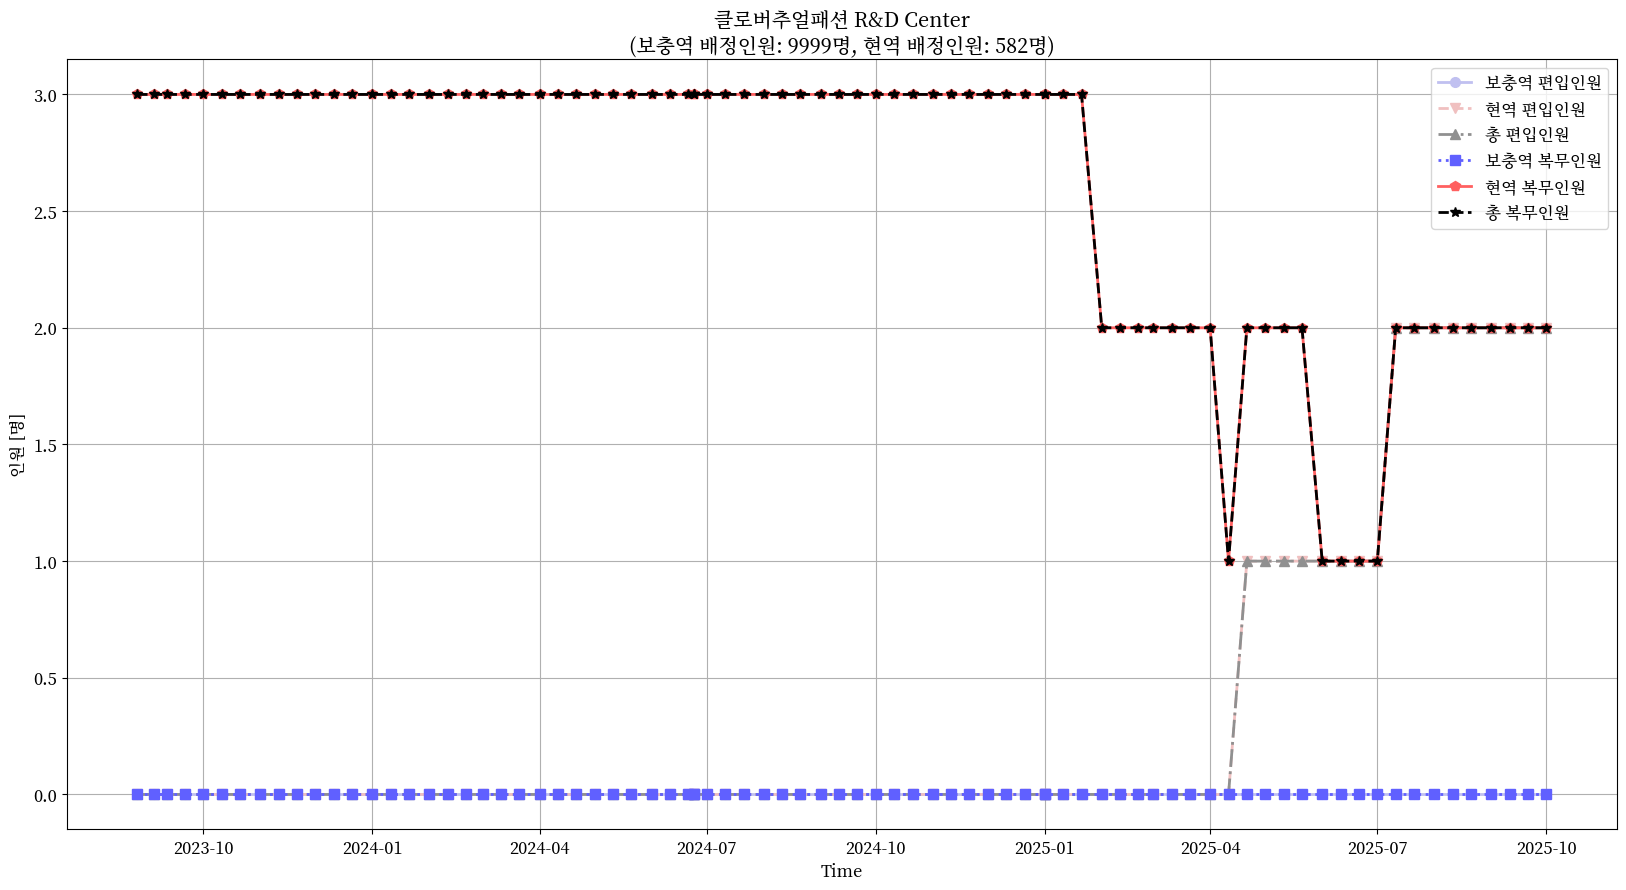 클로버추얼패션 R&D Center
(보충역 배정인원: 9999명, 현역 배정인원: 582명)
보충역 편입인원
현역 편입인원
총 편입인원
보충역 복무인원
현역 복무인원
총 복무인원
인원 [명]
3.0
2.5
2.0
1.5
1.0
0.5
0.0
2023-10
2024-01
2024-04
2024-07
2024-10
2025-01
2025-04
2025-07
2025-10
Time